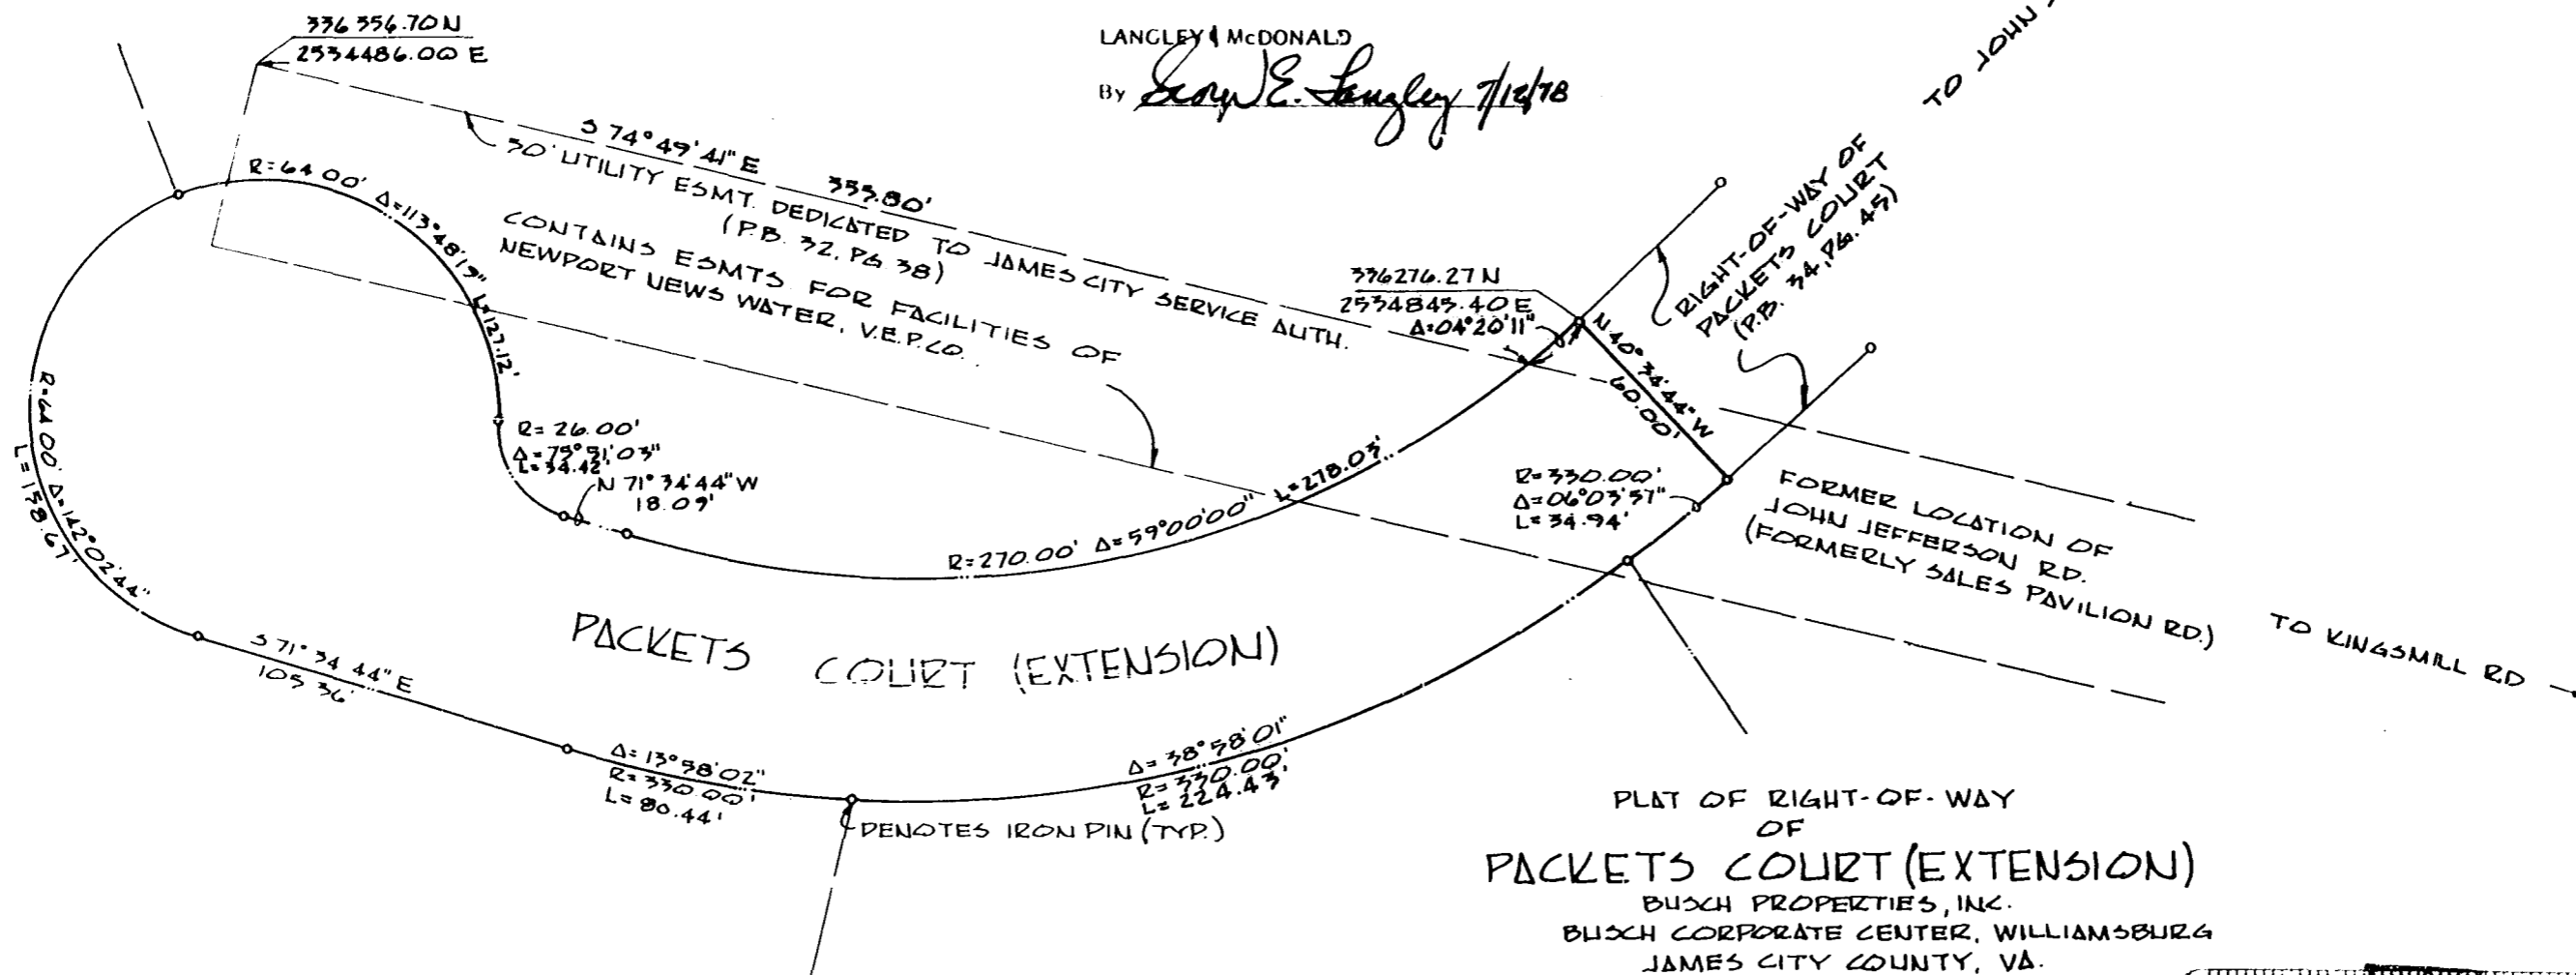 336 356.70 N
2534486.00 E
LANGLEY & McDONALD
By George E. Langley 7/12/78
TO JOHN
S 74° 49' 41" E 353.80'
30' UTILITY ESMT. DEDICATED TO JAMES CITY SERVICE AUTH.
(P.B. 32, PG 38)
CONTAINS ESMTS. FOR FACILITIES OF
NEWPORT NEWS WATER, V.E.P.CO.
R=64.00' Δ=113°48'19" L=127.12'
336276.27 N
2534845.40 E
Δ=04°20'11"
RIGHT-OF-WAY OF
PACKETS COURT
(P.B. 34, PG. 45)
N 40° 34' 44" W
60.00'
R= 26.00'
Δ= 75°51'03"
L= 34.42'
N 71° 34' 44" W
18.09'
R=270.00' Δ=59°00'00" L=278.03'
R=330.00'
Δ=06°03'57"
L= 34.94'
FORMER LOCATION OF
JOHN JEFFERSON RD.
(FORMERLY SALES PAVILION RD.)
TO KINGSMILL RD
R=64.00' Δ=142°02'44"
L=158.67'
S 71° 34' 44" E
105.36'
PACKETS COURT (EXTENSION)
Δ= 13°58'02"
R= 330.00'
L= 80.44'
Δ= 38°58'01"
R= 330.00'
L= 224.43'
DENOTES IRON PIN (TYP.)
PLAT OF RIGHT-OF-WAY
OF
PACKETS COURT (EXTENSION)
BUSCH PROPERTIES, INC.
BUSCH CORPORATE CENTER, WILLIAMSBURG
JAMES CITY COUNTY, VA.